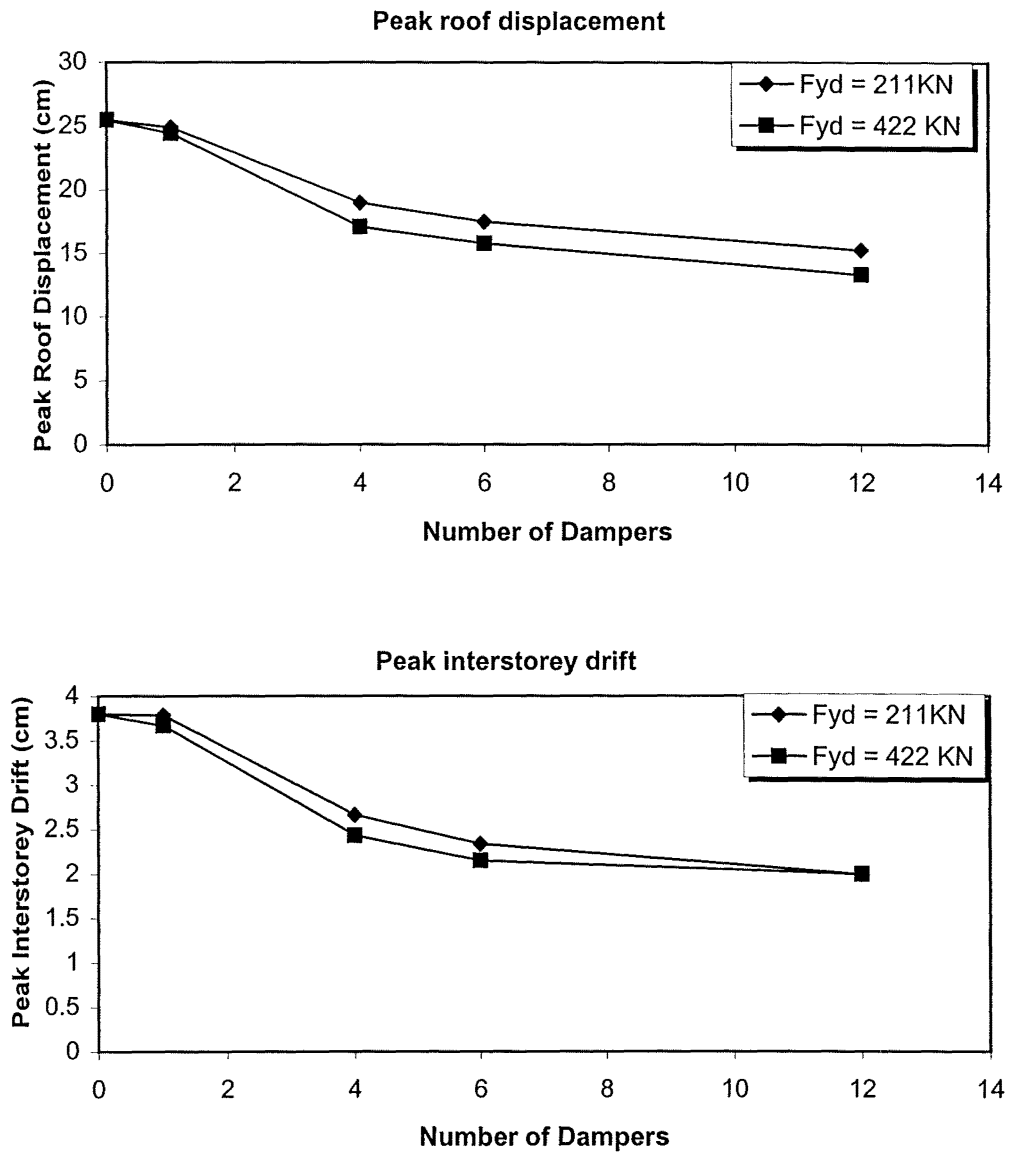 Peak roof displacement
30
25
20
15
10
5
0
Peak Roof Displacement (cm)
Fyd = 211KN
Fyd = 422 KN
0 2 4 6 8 10 12 14
Number of Dampers
Peak interstorey drift
4
3.5
3
2.5
2
1.5
1
0.5
0
Peak Interstorey Drift (cm)
Fyd = 211KN
Fyd = 422 KN
0 2 4 6 8 10 12 14
Number of Dampers